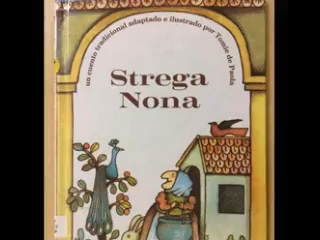 un cuento tradicional adaptado e ilustrado por Tomie de Paola
Strega
Nona